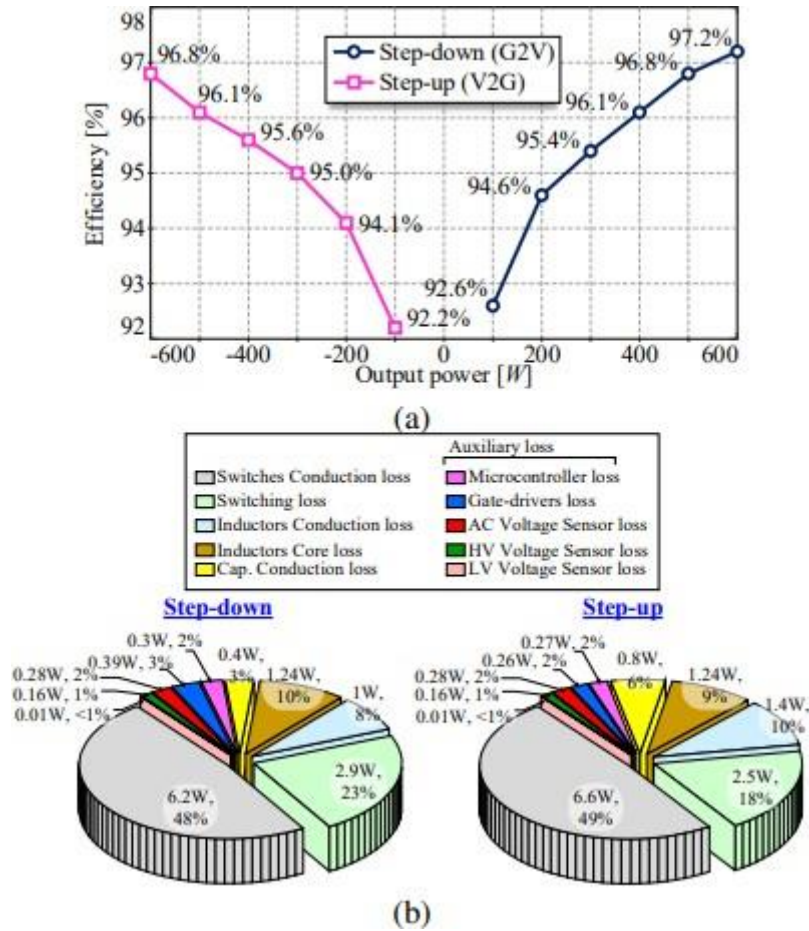 98
97
96
95
94
93
92
Efficiency [%]
96.8%
96.1%
95.6%
95.0%
94.1%
92.2%
Step-down (G2V)
Step-up (V2G)
97.2%
96.8%
96.1%
95.4%
94.6%
92.6%
-600 -400 -200 0 200 400 600
Output power [W]
(a)
Auxiliary loss
Switches Conduction loss
Switching loss
Inductors Conduction loss
Inductors Core loss
Cap. Conduction loss
Microcontroller loss
Gate-drivers loss
AC Voltage Sensor loss
HV Voltage Sensor loss
LV Voltage Sensor loss
Step-down
0.3W, 2%
0.39W, 3%
0.28W, 2%
0.16W, 1%
0.01W, <1%
0.4W,
3%
1.24W,
10%
1W,
8%
2.9W,
23%
6.2W,
48%
Step-up
0.27W, 2%
0.26W, 2%
0.28W, 2%
0.16W, 1%
0.01W, <1%
0.8W,
6%
1.24W,
9%
1.4W,
10%
2.5W,
18%
6.6W,
49%
(b)